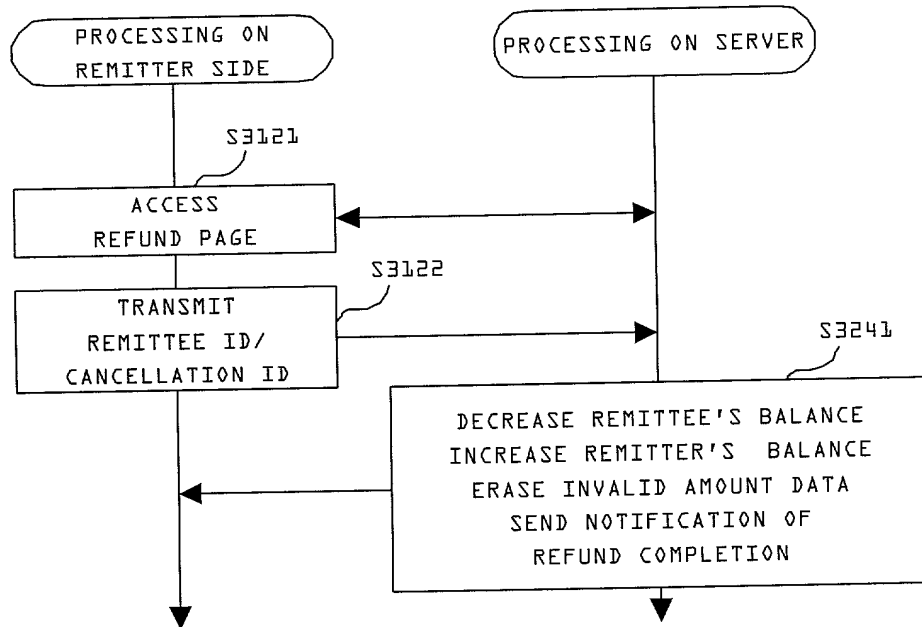 PROCESSING ON
REMITTER SIDE
PROCESSING ON SERVER
S3121
ACCESS
REFUND PAGE
S3122
TRANSMIT
REMITTEE ID/
CANCELLATION ID
S3241
DECREASE REMITTEE'S BALANCE
INCREASE REMITTER'S BALANCE
ERASE INVALID AMOUNT DATA
SEND NOTIFICATION OF
REFUND COMPLETION